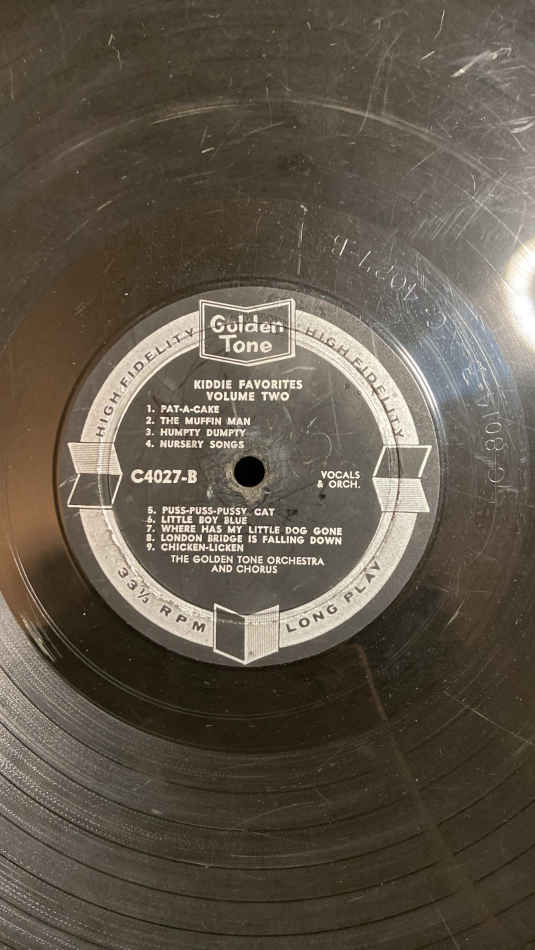 C-4027-B
Golden
Tone
HIGH FIDELITY
HIGH FIDELITY
KIDDIE FAVORITES
VOLUME TWO
1. PAT-A-CAKE
2. THE MUFFIN MAN
3. HUMPTY DUMPTY
4. NURSERY SONGS
C4027-B
VOCALS
& ORCH.
5. PUSS-PUSS-PUSSY CAT
6. LITTLE BOY BLUE
7. WHERE HAS MY LITTLE DOG GONE
8. LONDON BRIDGE IS FALLING DOWN
9. CHICKEN-LICKEN
THE GOLDEN TONE ORCHESTRA
AND CHORUS
33⅓ RPM
LONG PLAY